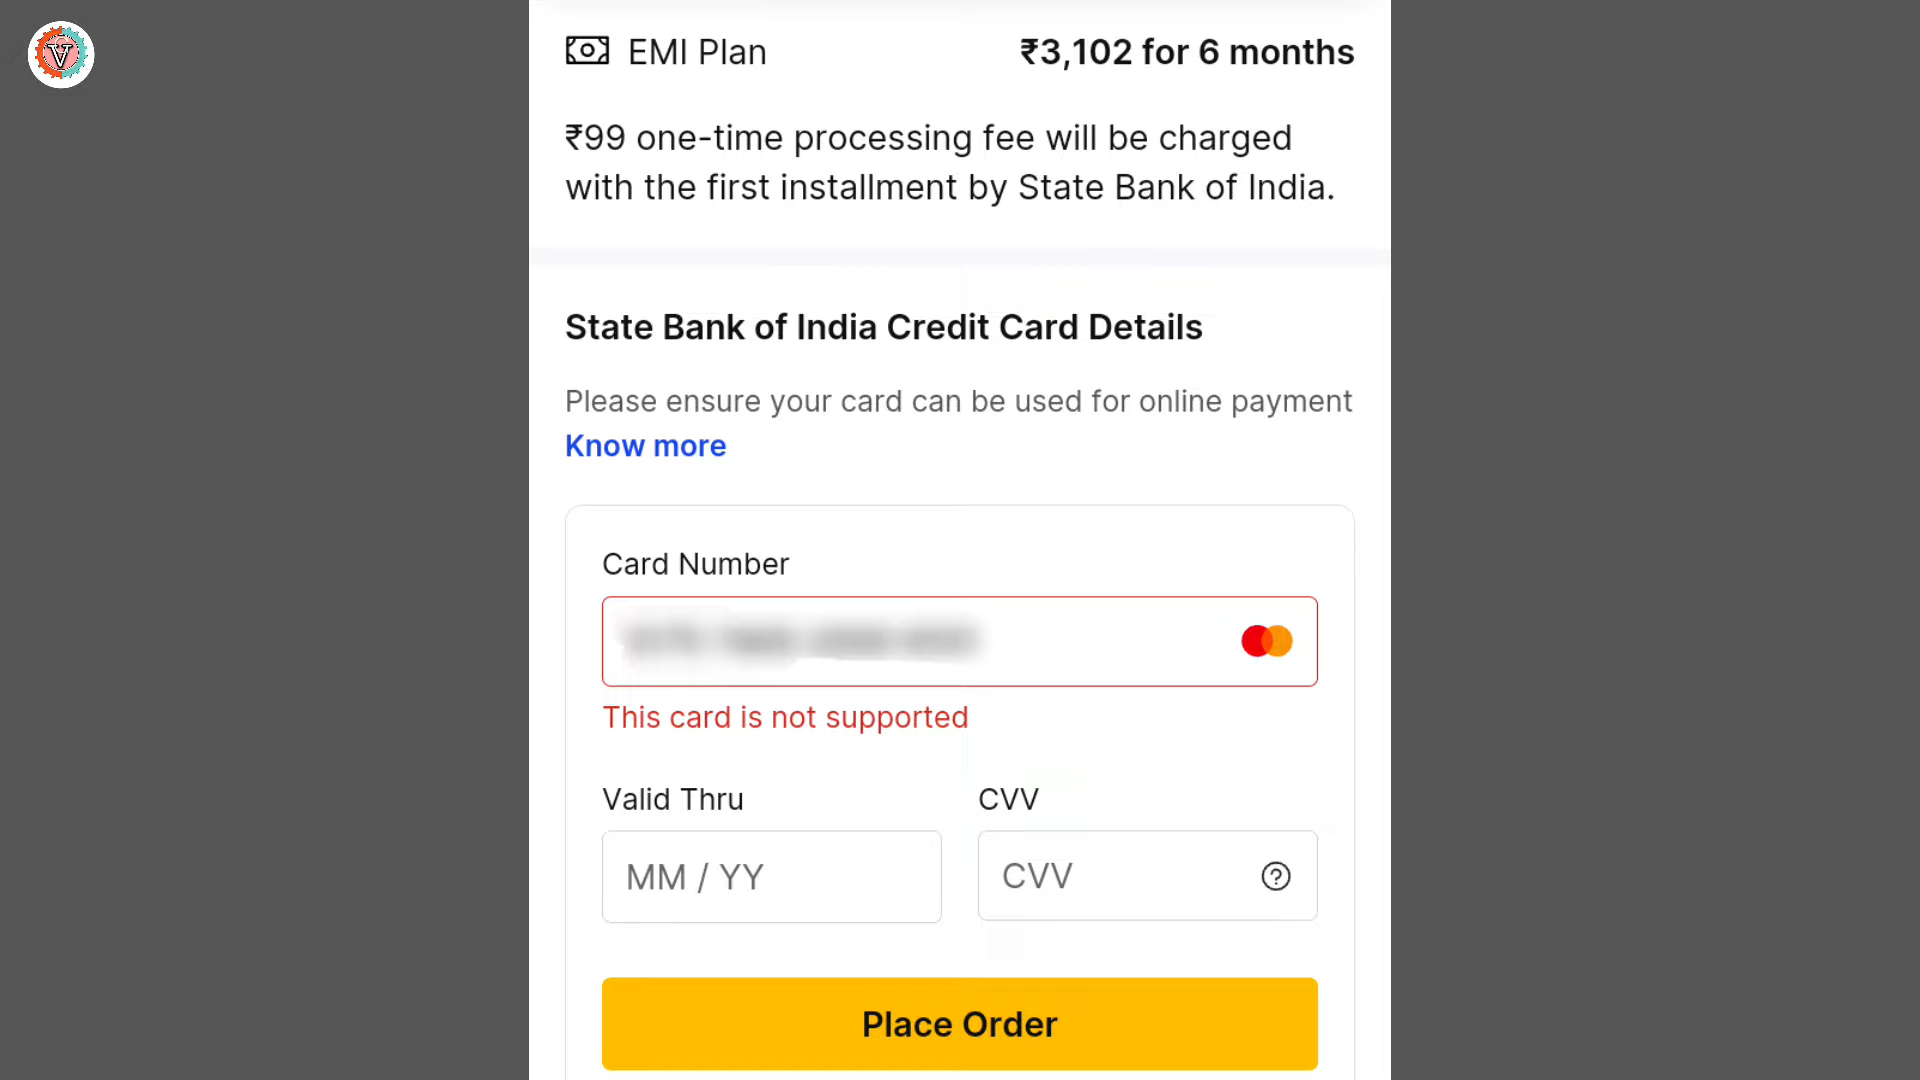 V
EMI Plan
₹3,102 for 6 months
₹99 one-time processing fee will be charged
with the first installment by State Bank of India.
State Bank of India Credit Card Details
Please ensure your card can be used for online payment
Know more
Card Number
This card is not supported
Valid Thru
CVV
MM / YY
CVV
?
Place Order